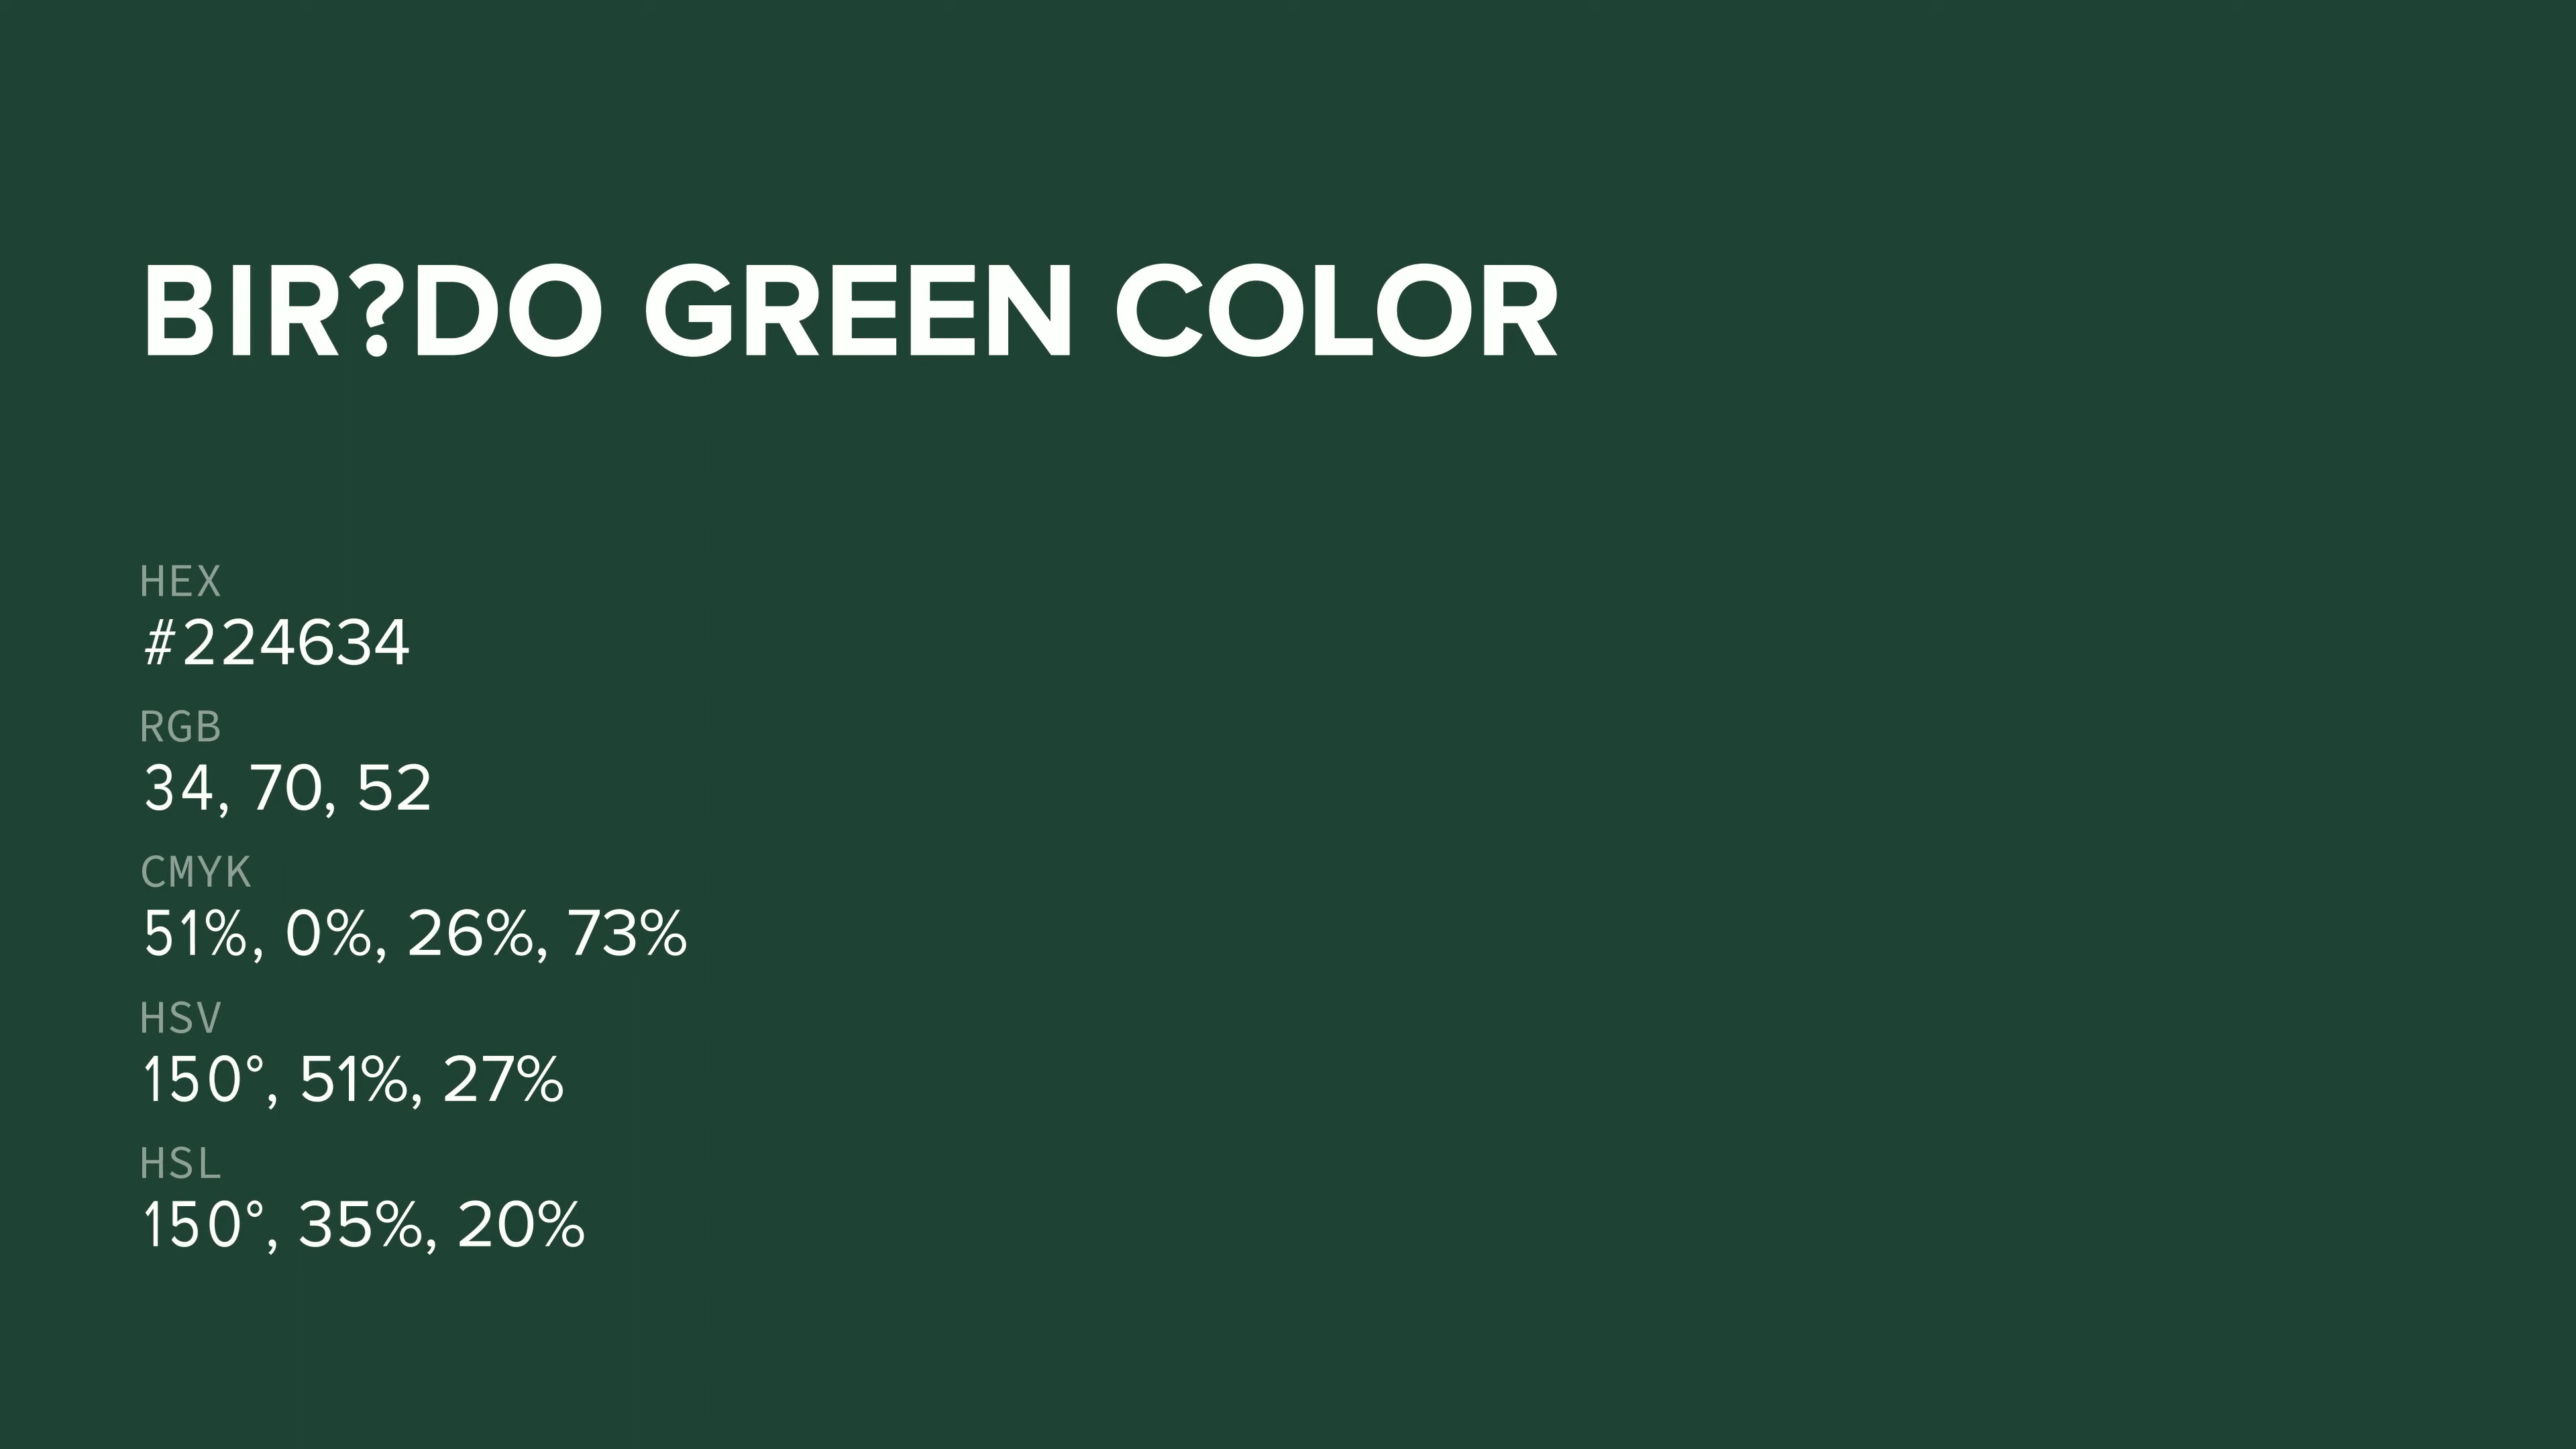 BIR?DO GREEN COLOR
HEX
#224634
RGB
34, 70, 52
CMYK
51%, 0%, 26%, 73%
HSV
150°, 51%, 27%
HSL
150°, 35%, 20%